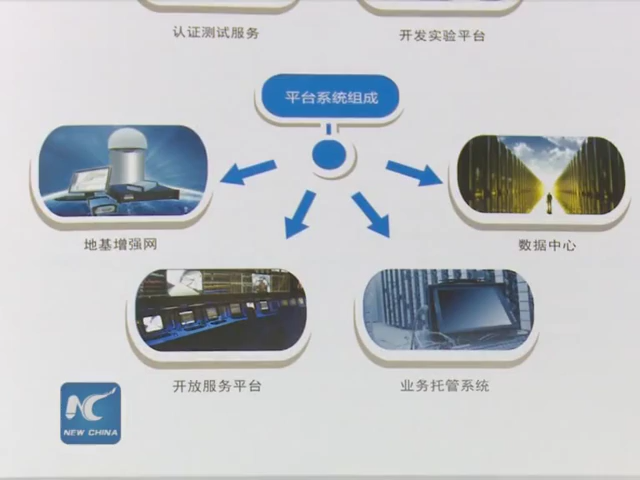 认证测试服务
开发实验平台
平台系统组成
地基增强网
数据中心
开放服务平台
业务托管系统
NC
NEW CHINA